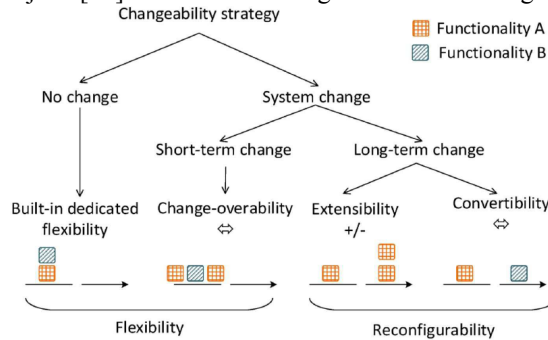 Changeability strategy
Functionality A
Functionality B
No change
System change
Short-term change
Long-term change
Built-in dedicated
flexibility
Change-overability
⬄
Extensibility
+/-
Convertibility
⬄
Flexibility
Reconfigurability